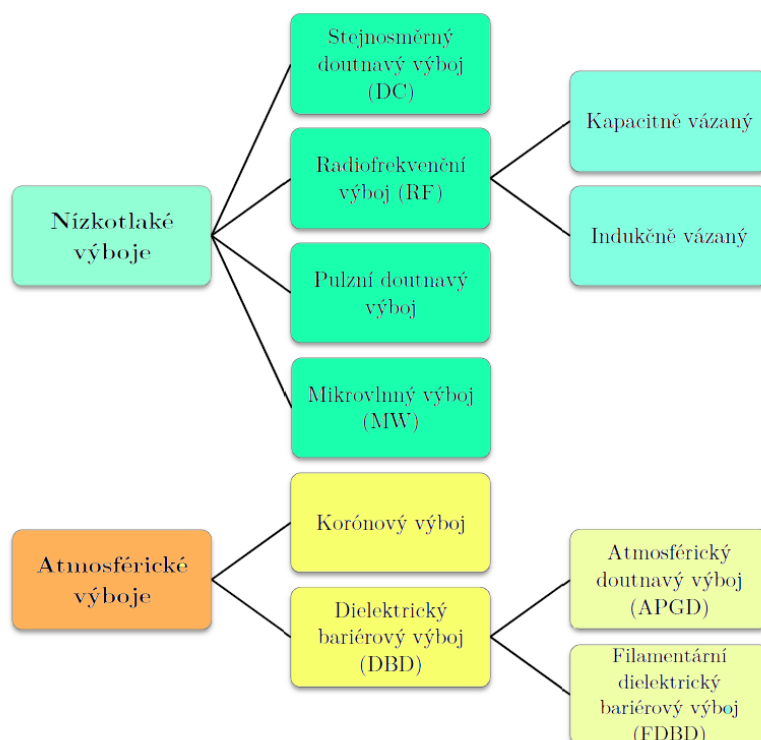 Stejnosměrný
doutnavý výboj
(DC)
Kapacitně vázaný
Radiofrekvenční
výboj (RF)
Nízkotlaké
výboje
Indukčně vázaný
Pulzní doutnavý
výboj
Mikrovlnný výboj
(MW)
Korónový výboj
Atmosférické
výboje
Atmosférický
doutnavý výboj
(APGD)
Dielektrický
bariérový výboj
(DBD)
Filamentární
dielektrický
bariérový výboj
(FDBD)